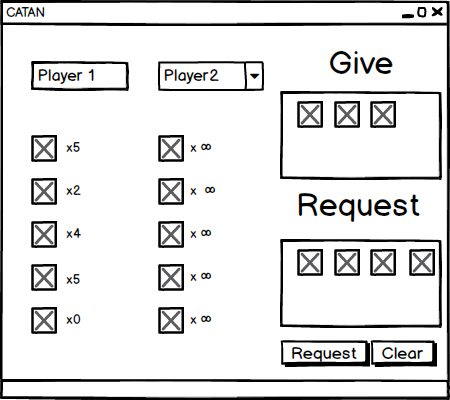 CATAN
Player 1
Player2
Give
x5
x ∞
x2
x ∞
x4
x ∞
x5
x ∞
x0
x ∞
Request
Request
Clear